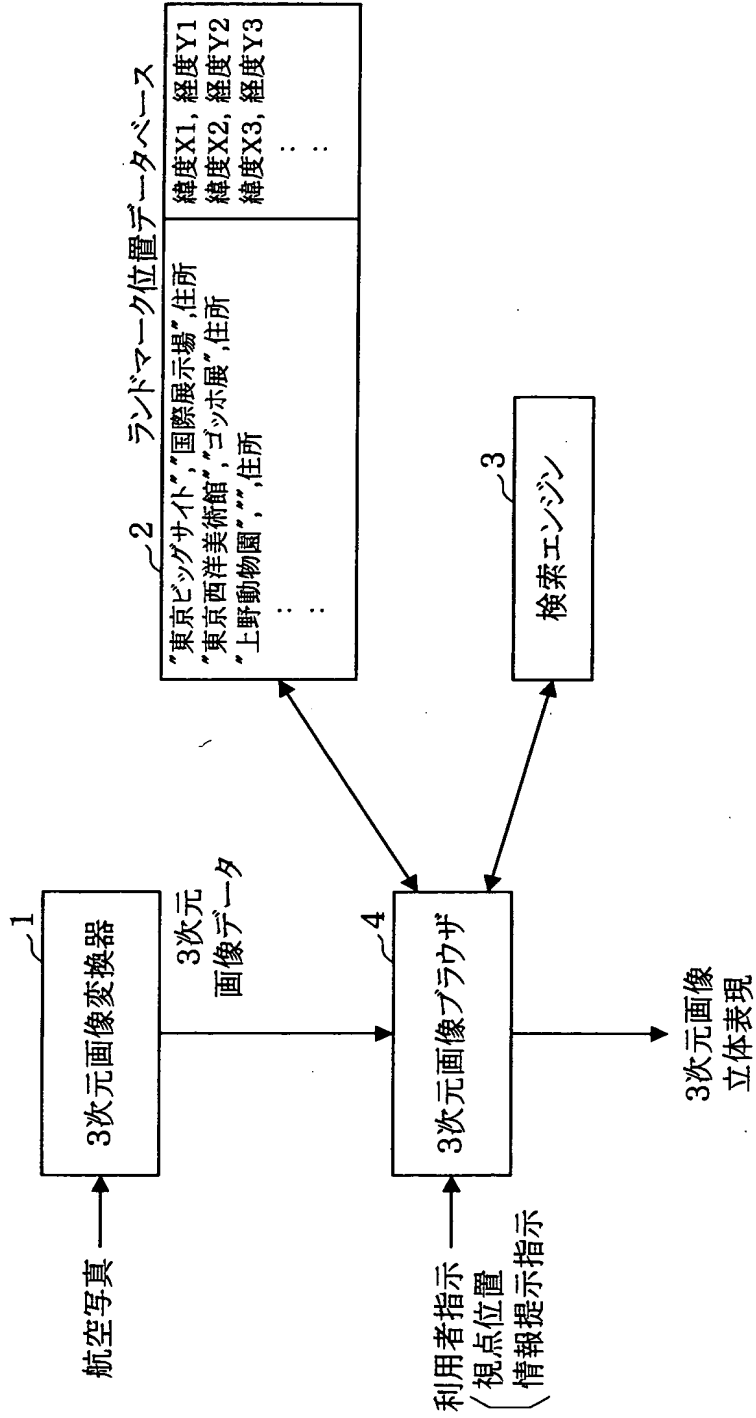 航空写真
1
3次元画像変換器
3次元
画像データ
利用者指示
視点位置
情報提示指示
4
3次元画像ブラウザ
3次元画像
立体表現
2
ランドマーク位置データベース
"東京ビッグサイト","国際展示場",住所
緯度X1, 経度Y1
"東京西洋美術館","ゴッホ展",住所
緯度X2, 経度Y2
"上野動物園","",住所
緯度X3, 経度Y3
:
:
:
:
3
検索エンジン